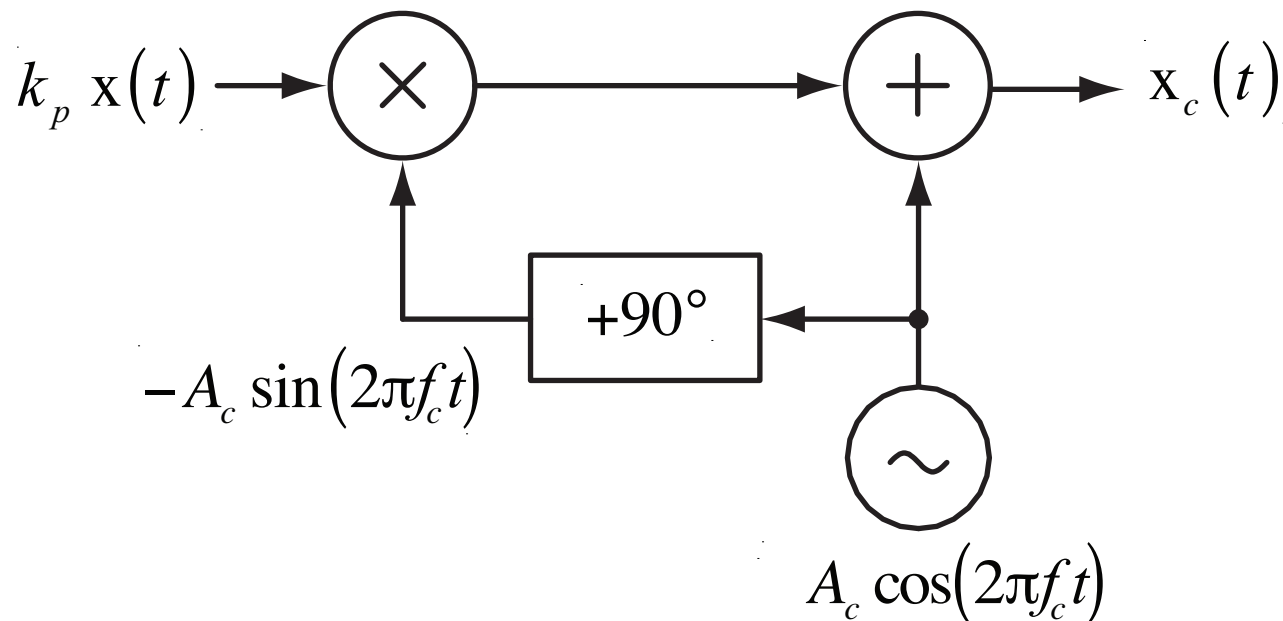 k_p x(t)
×
+
x_c(t)
+90°
−A_c sin(2πf_c t)
~
A_c cos(2πf_c t)